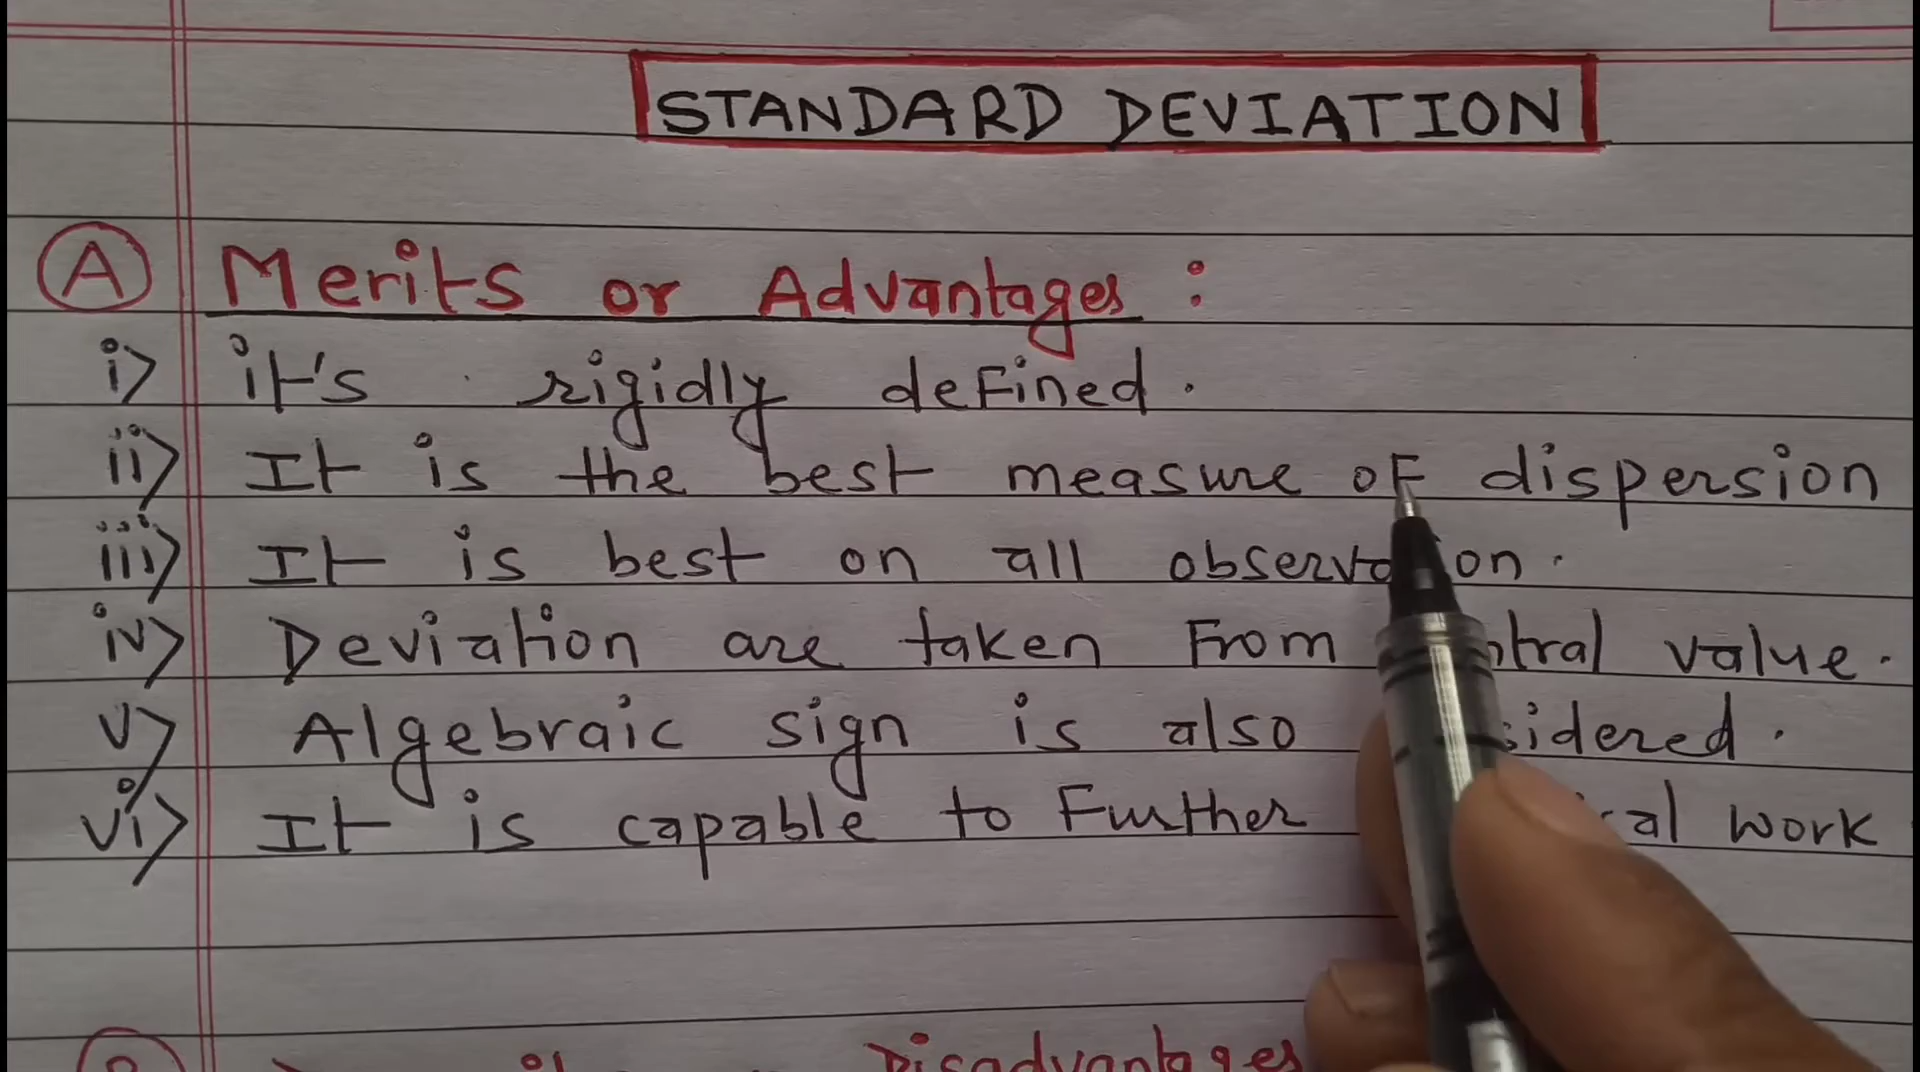 STANDARD DEVIATION
A Merits or Advantages :
i) it's rigidly defined.
ii) It is the best measure of dispersion
iii) It is best on all observation.
iv) Deviation are taken from value.
v) Algebraic sign is also .
vi) It is capable to further work
Disadvantages